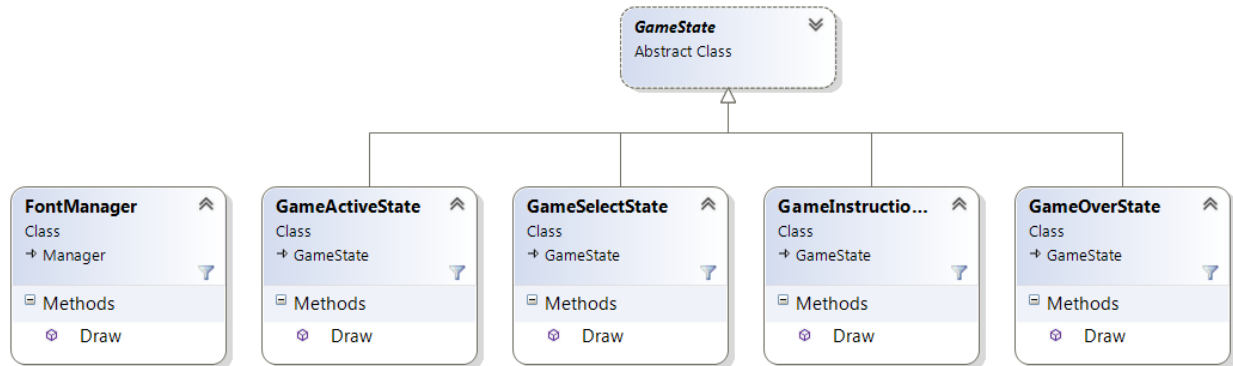 GameState
Abstract Class
FontManager
Class
Manager
Methods
Draw
GameActiveState
Class
GameState
Methods
Draw
GameSelectState
Class
GameState
Methods
Draw
GameInstructio...
Class
GameState
Methods
Draw
GameOverState
Class
GameState
Methods
Draw